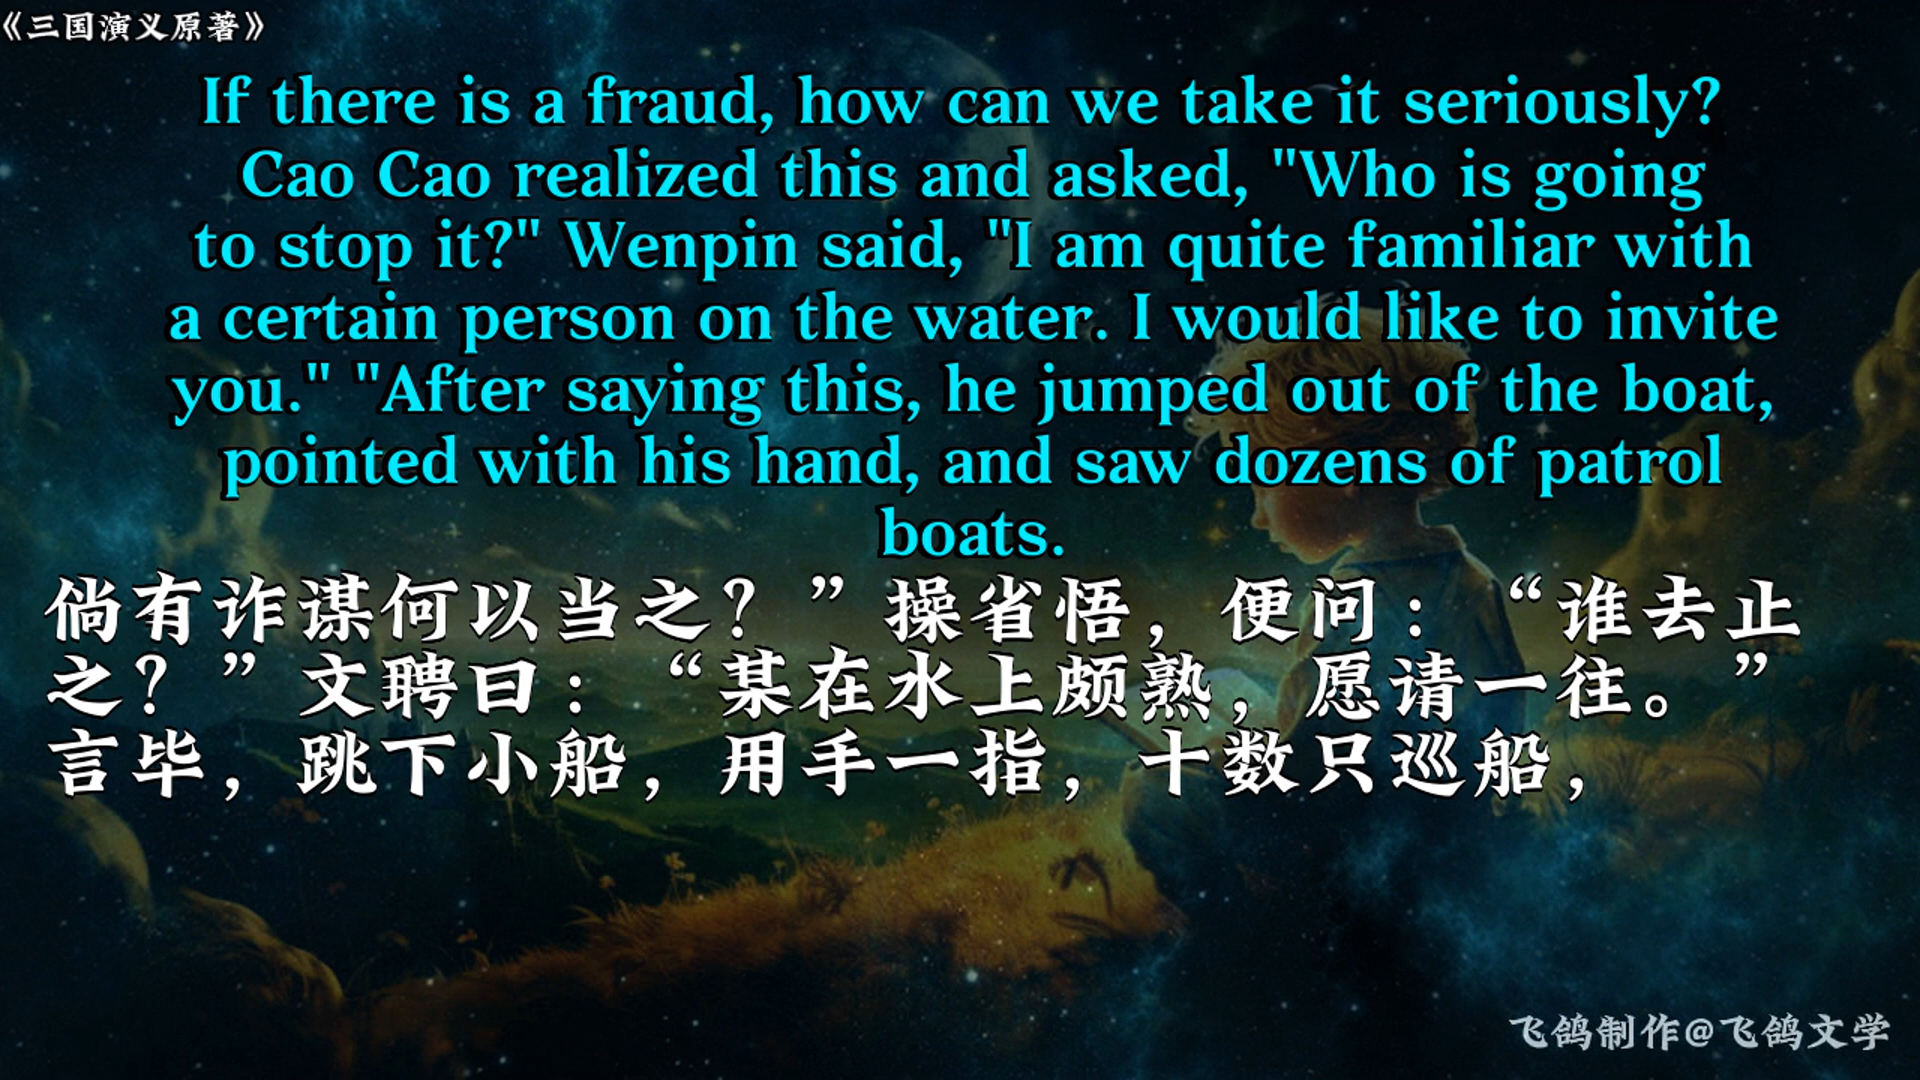 《三国演义原著》
If there is a fraud, how can we take it seriously?
Cao Cao realized this and asked, "Who is going
to stop it?" Wenpin said, "I am quite familiar with
a certain person on the water. I would like to invite
you." "After saying this, he jumped out of the boat,
pointed with his hand, and saw dozens of patrol
boats.
倘有诈谋何以当之？”操省悟，便问：“谁去止
之？”文聘曰：“某在水上颇熟，愿请一往。”
言毕，跳下小船，用手一指，十数只巡船，
飞鸽制作@飞鸽文学